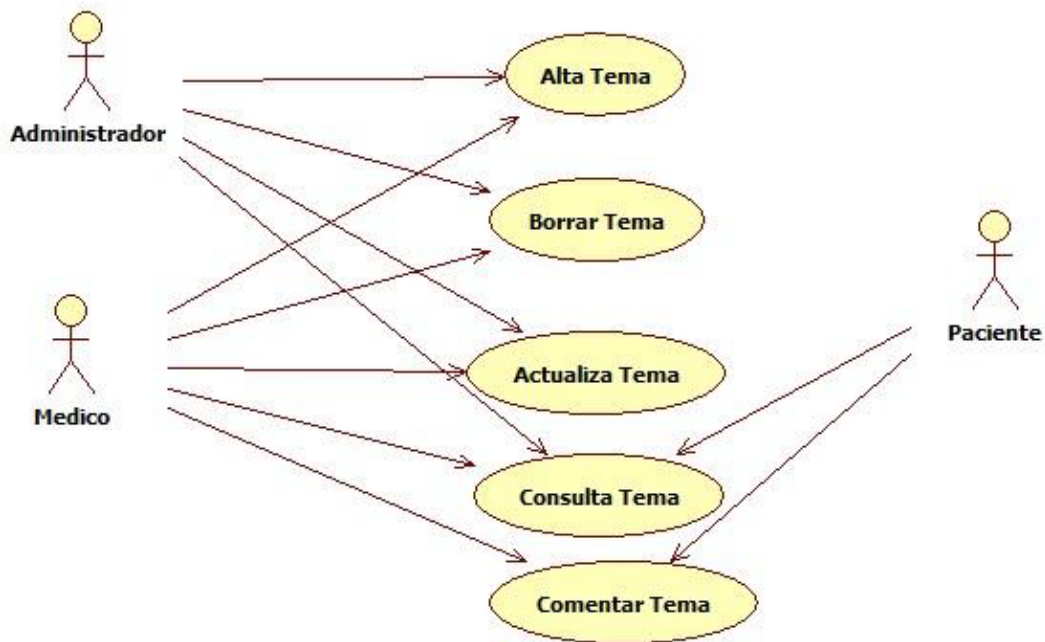 Alta Tema
Administrador
Borrar Tema
Paciente
Actualiza Tema
Medico
Consulta Tema
Comentar Tema